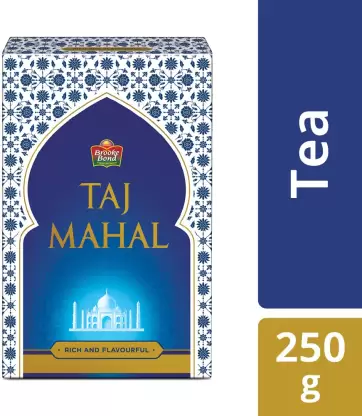 Brooke
Bond
TAJ
MAHAL
RICH AND FLAVOURFUL
Tea
250
g